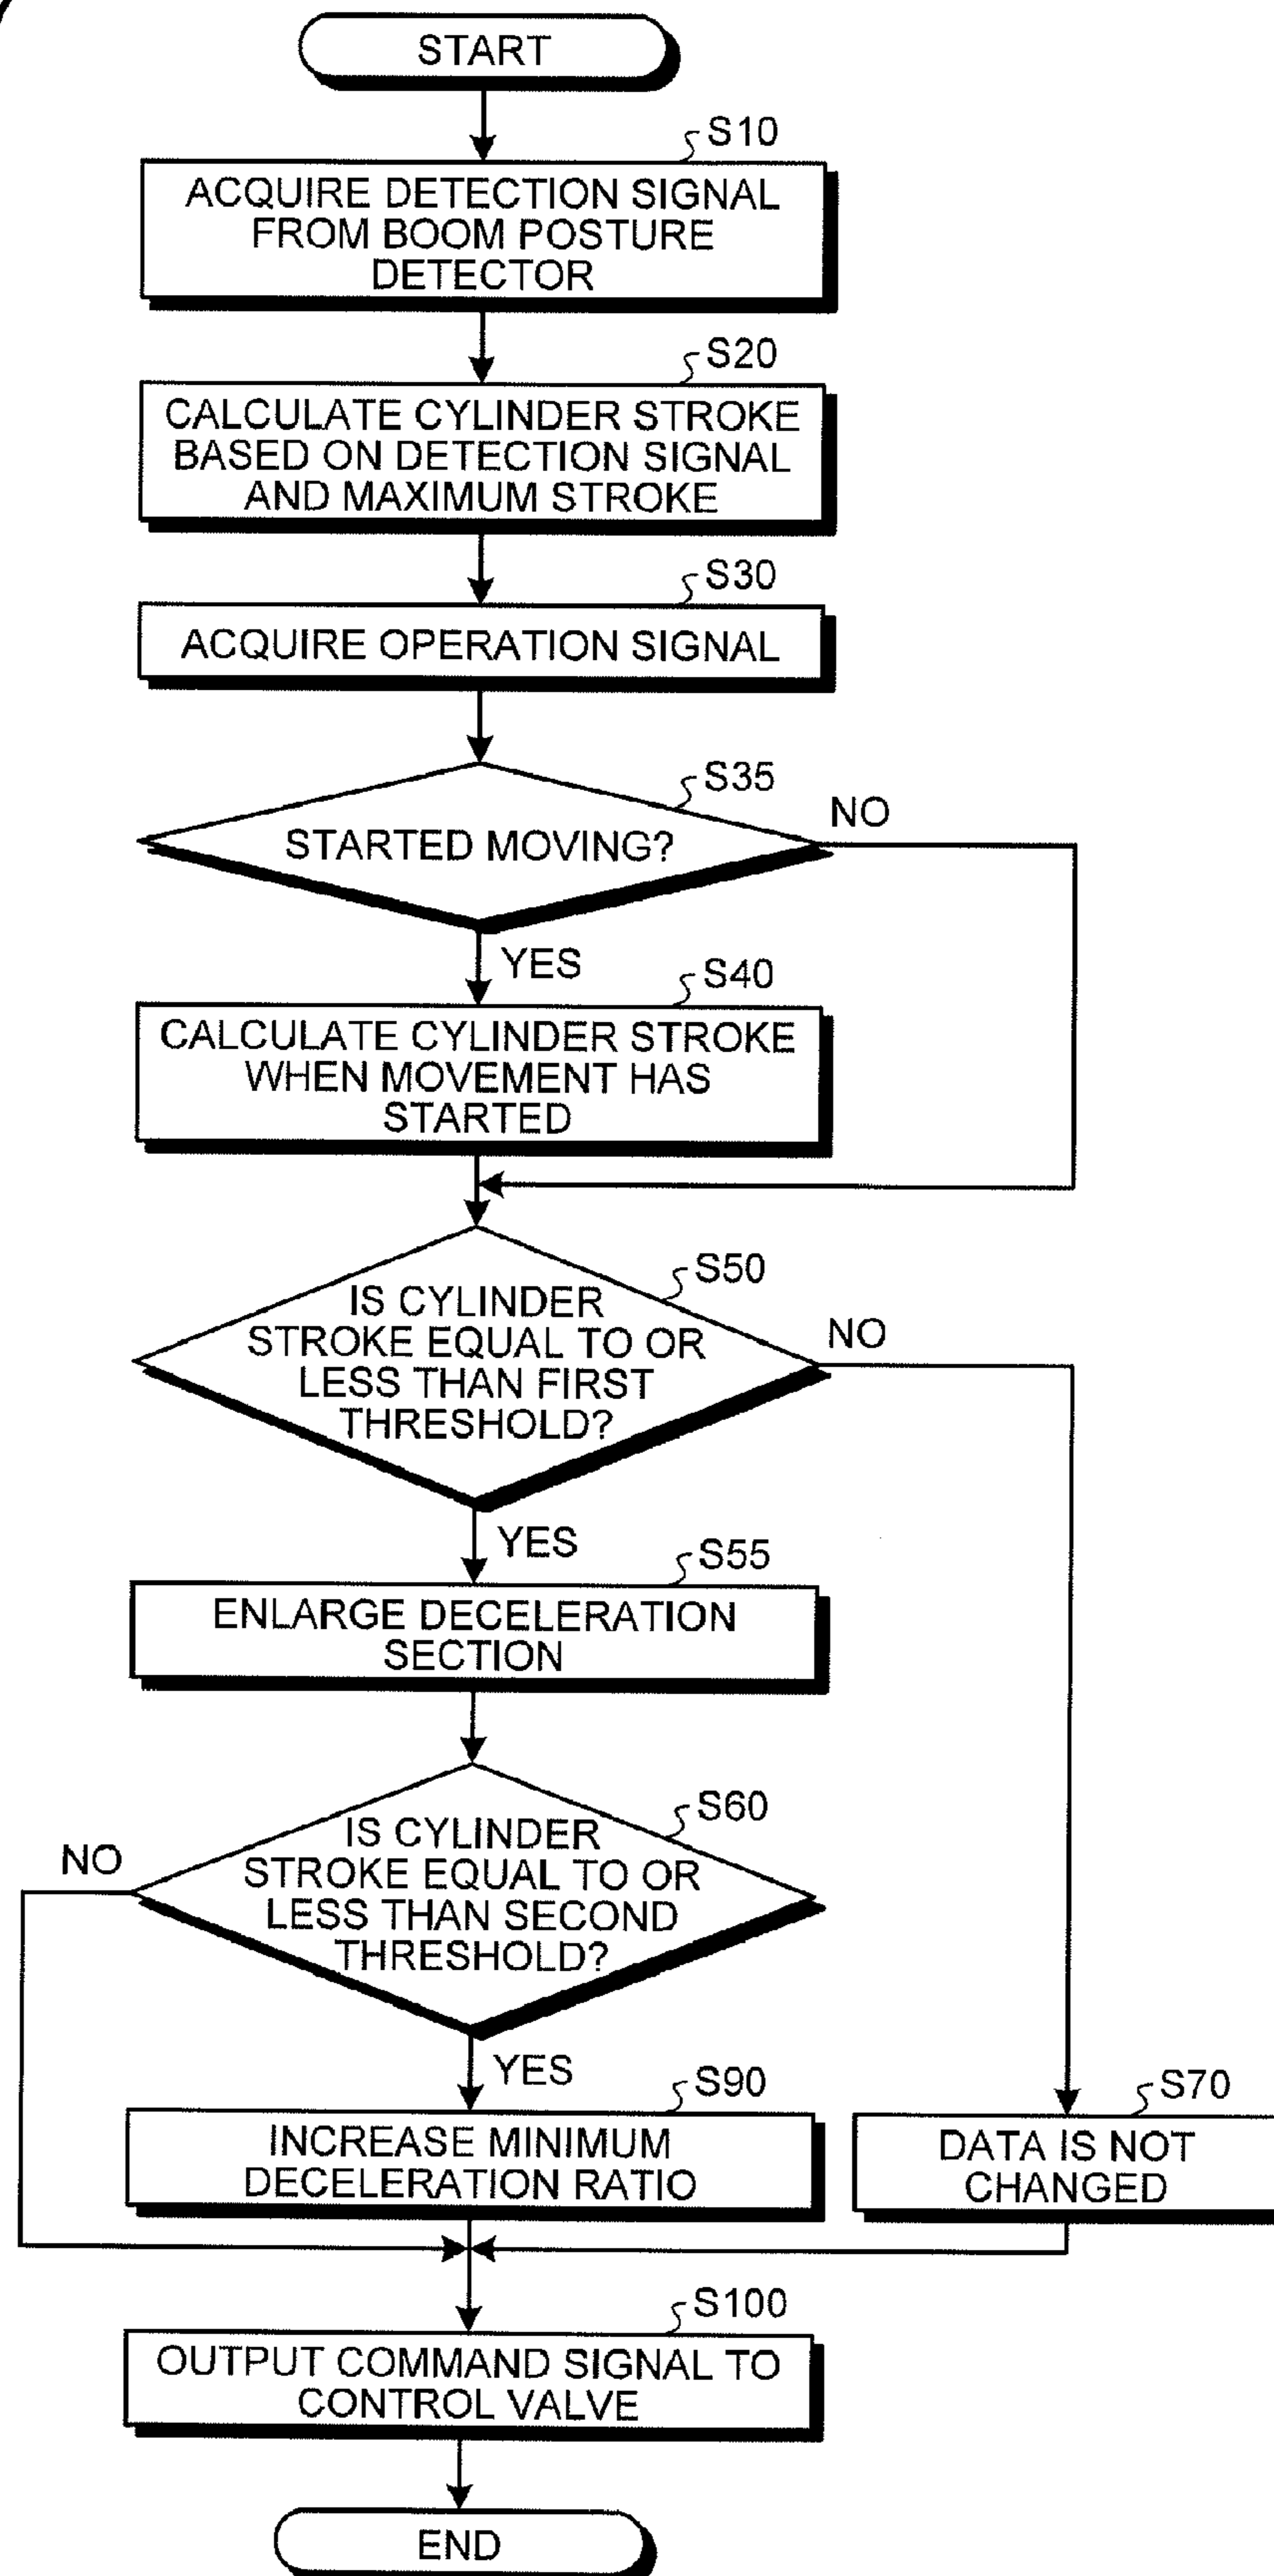 START
S10
ACQUIRE DETECTION SIGNAL
FROM BOOM POSTURE
DETECTOR
S20
CALCULATE CYLINDER STROKE
BASED ON DETECTION SIGNAL
AND MAXIMUM STROKE
S30
ACQUIRE OPERATION SIGNAL
S35
NO
STARTED MOVING?
YES
S40
CALCULATE CYLINDER STROKE
WHEN MOVEMENT HAS
STARTED
S50
IS CYLINDER
STROKE EQUAL TO OR
LESS THAN FIRST
THRESHOLD?
NO
YES
S55
ENLARGE DECELERATION
SECTION
S60
IS CYLINDER
STROKE EQUAL TO OR
LESS THAN SECOND
THRESHOLD?
NO
YES
S90
INCREASE MINIMUM
DECELERATION RATIO
S70
DATA IS NOT
CHANGED
S100
OUTPUT COMMAND SIGNAL TO
CONTROL VALVE
END